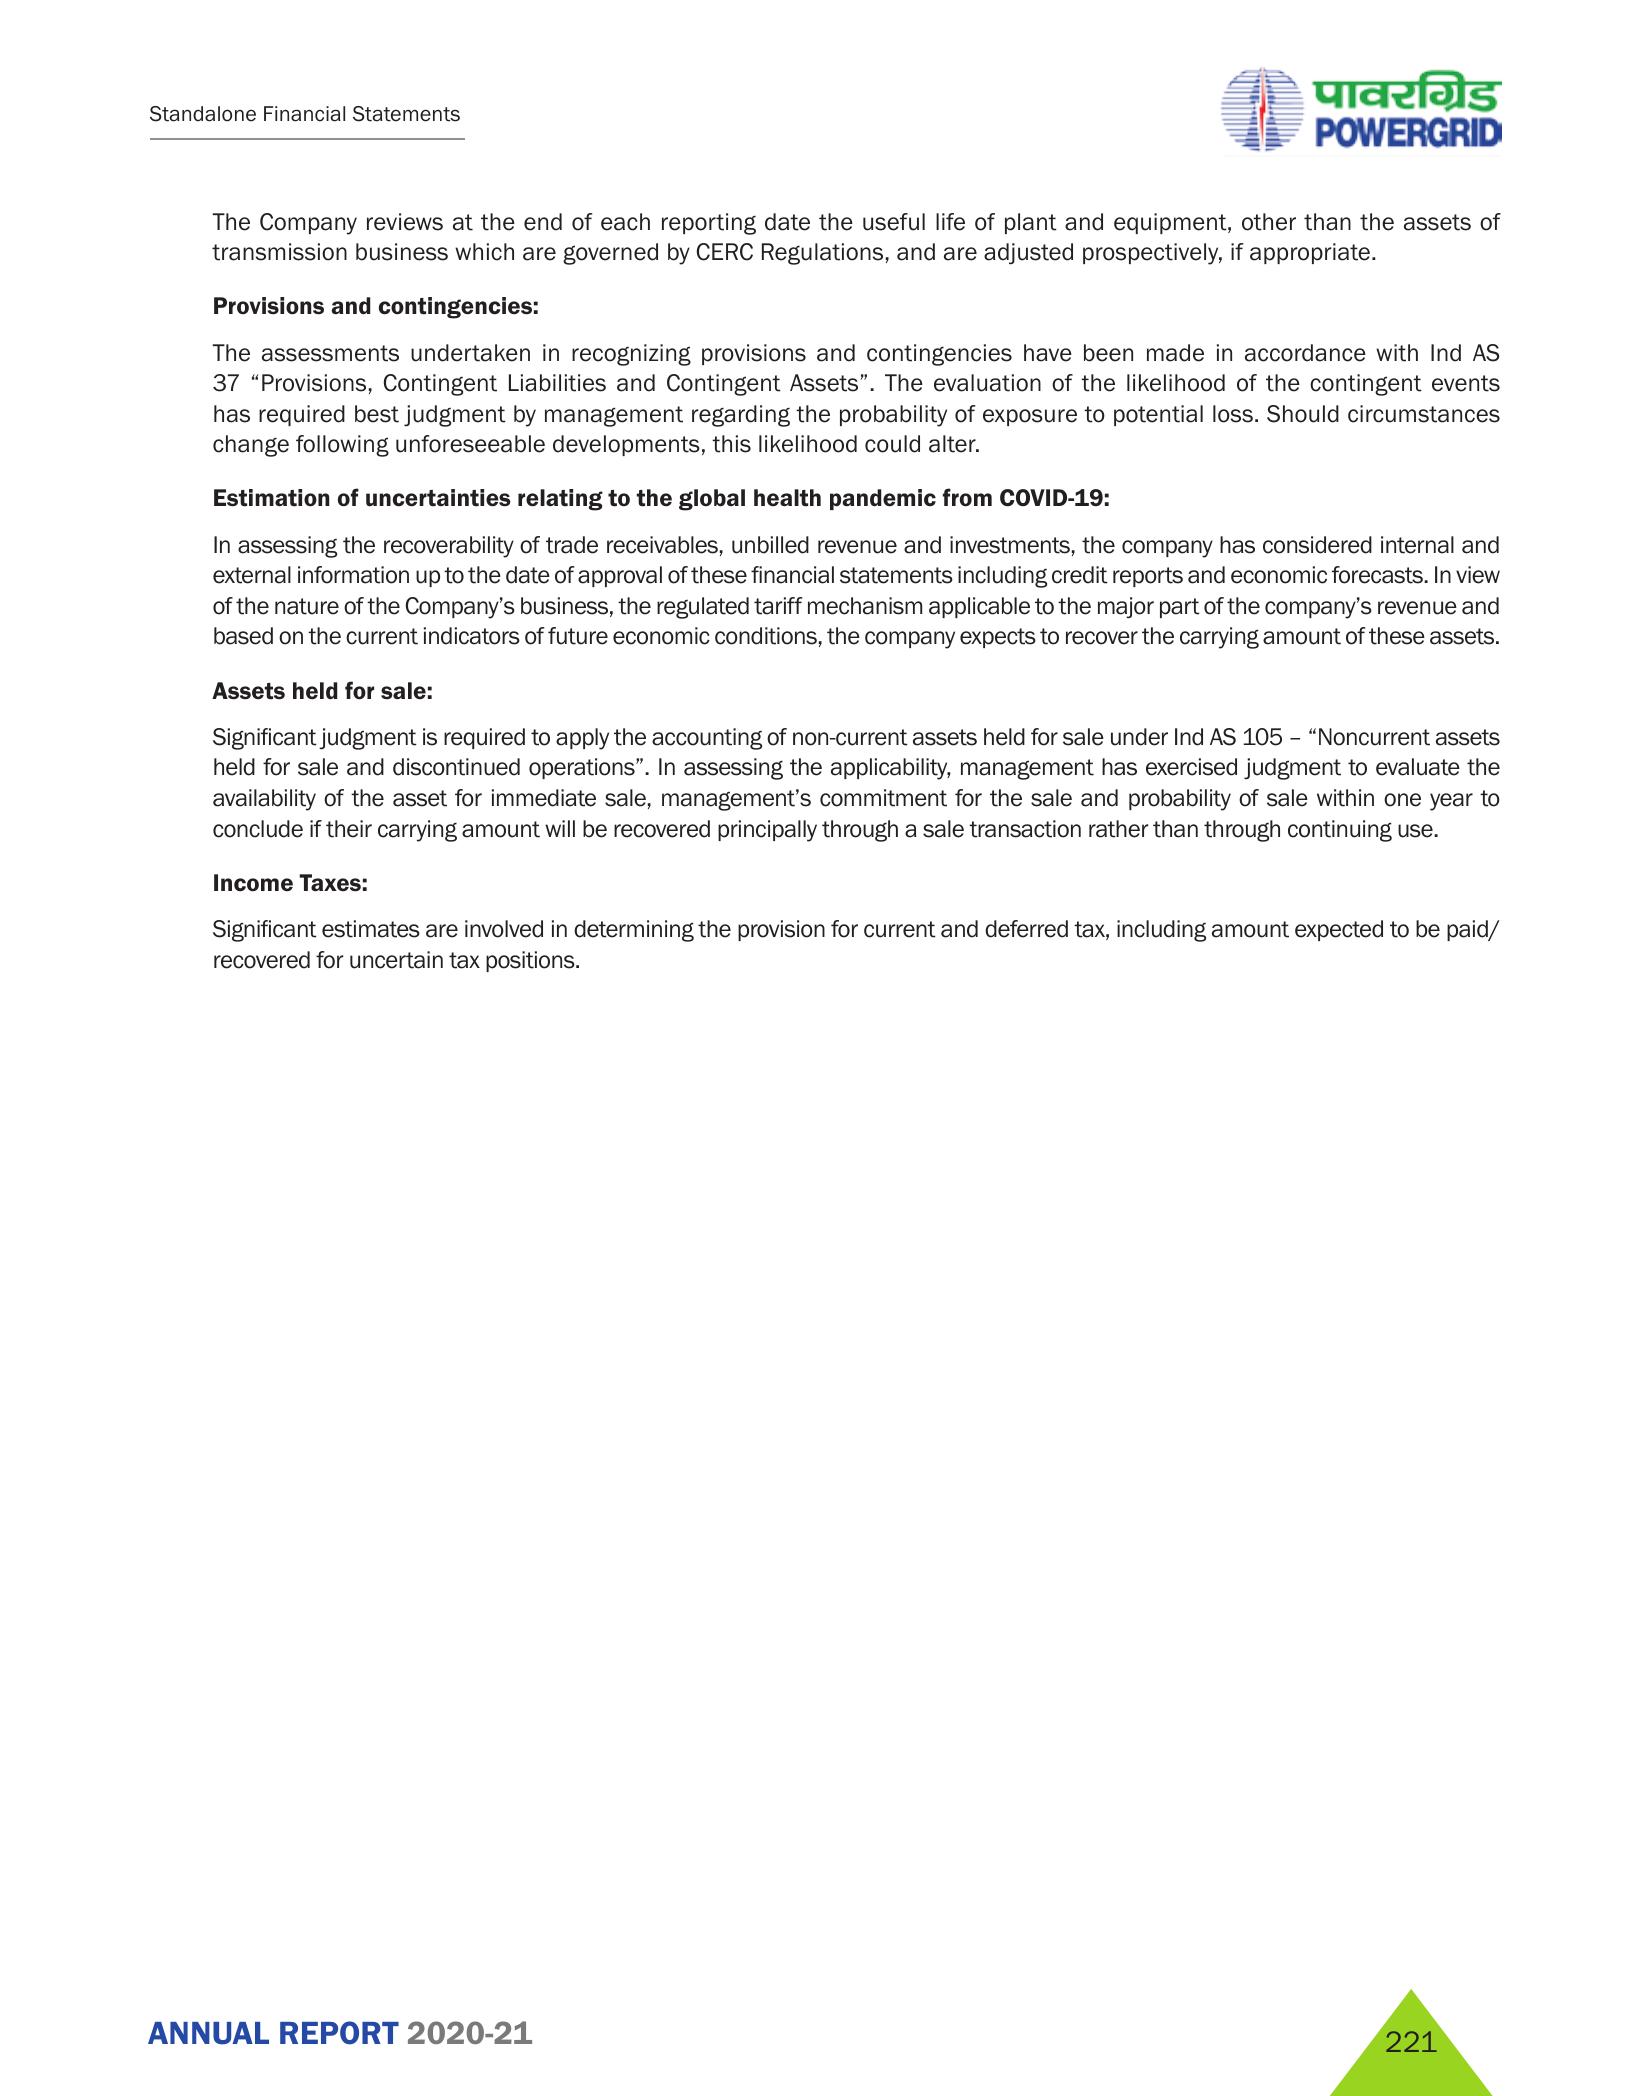 Standalone Financial Statements
पावरग्रिड
POWERGRID
The Company reviews at the end of each reporting date the useful life of plant and equipment, other than the assets of
transmission business which are governed by CERC Regulations, and are adjusted prospectively, if appropriate.
Provisions and contingencies:
The assessments undertaken in recognizing provisions and contingencies have been made in accordance with Ind AS
37 “Provisions, Contingent Liabilities and Contingent Assets”. The evaluation of the likelihood of the contingent events
has required best judgment by management regarding the probability of exposure to potential loss. Should circumstances
change following unforeseeable developments, this likelihood could alter.
Estimation of uncertainties relating to the global health pandemic from COVID-19:
In assessing the recoverability of trade receivables, unbilled revenue and investments, the company has considered internal and
external information up to the date of approval of these financial statements including credit reports and economic forecasts. In view
of the nature of the Company’s business, the regulated tariff mechanism applicable to the major part of the company’s revenue and
based on the current indicators of future economic conditions, the company expects to recover the carrying amount of these assets.
Assets held for sale:
Significant judgment is required to apply the accounting of non-current assets held for sale under Ind AS 105 – “Noncurrent assets
held for sale and discontinued operations”. In assessing the applicability, management has exercised judgment to evaluate the
availability of the asset for immediate sale, management’s commitment for the sale and probability of sale within one year to
conclude if their carrying amount will be recovered principally through a sale transaction rather than through continuing use.
Income Taxes:
Significant estimates are involved in determining the provision for current and deferred tax, including amount expected to be paid/
recovered for uncertain tax positions.
ANNUAL REPORT 2020-21
221